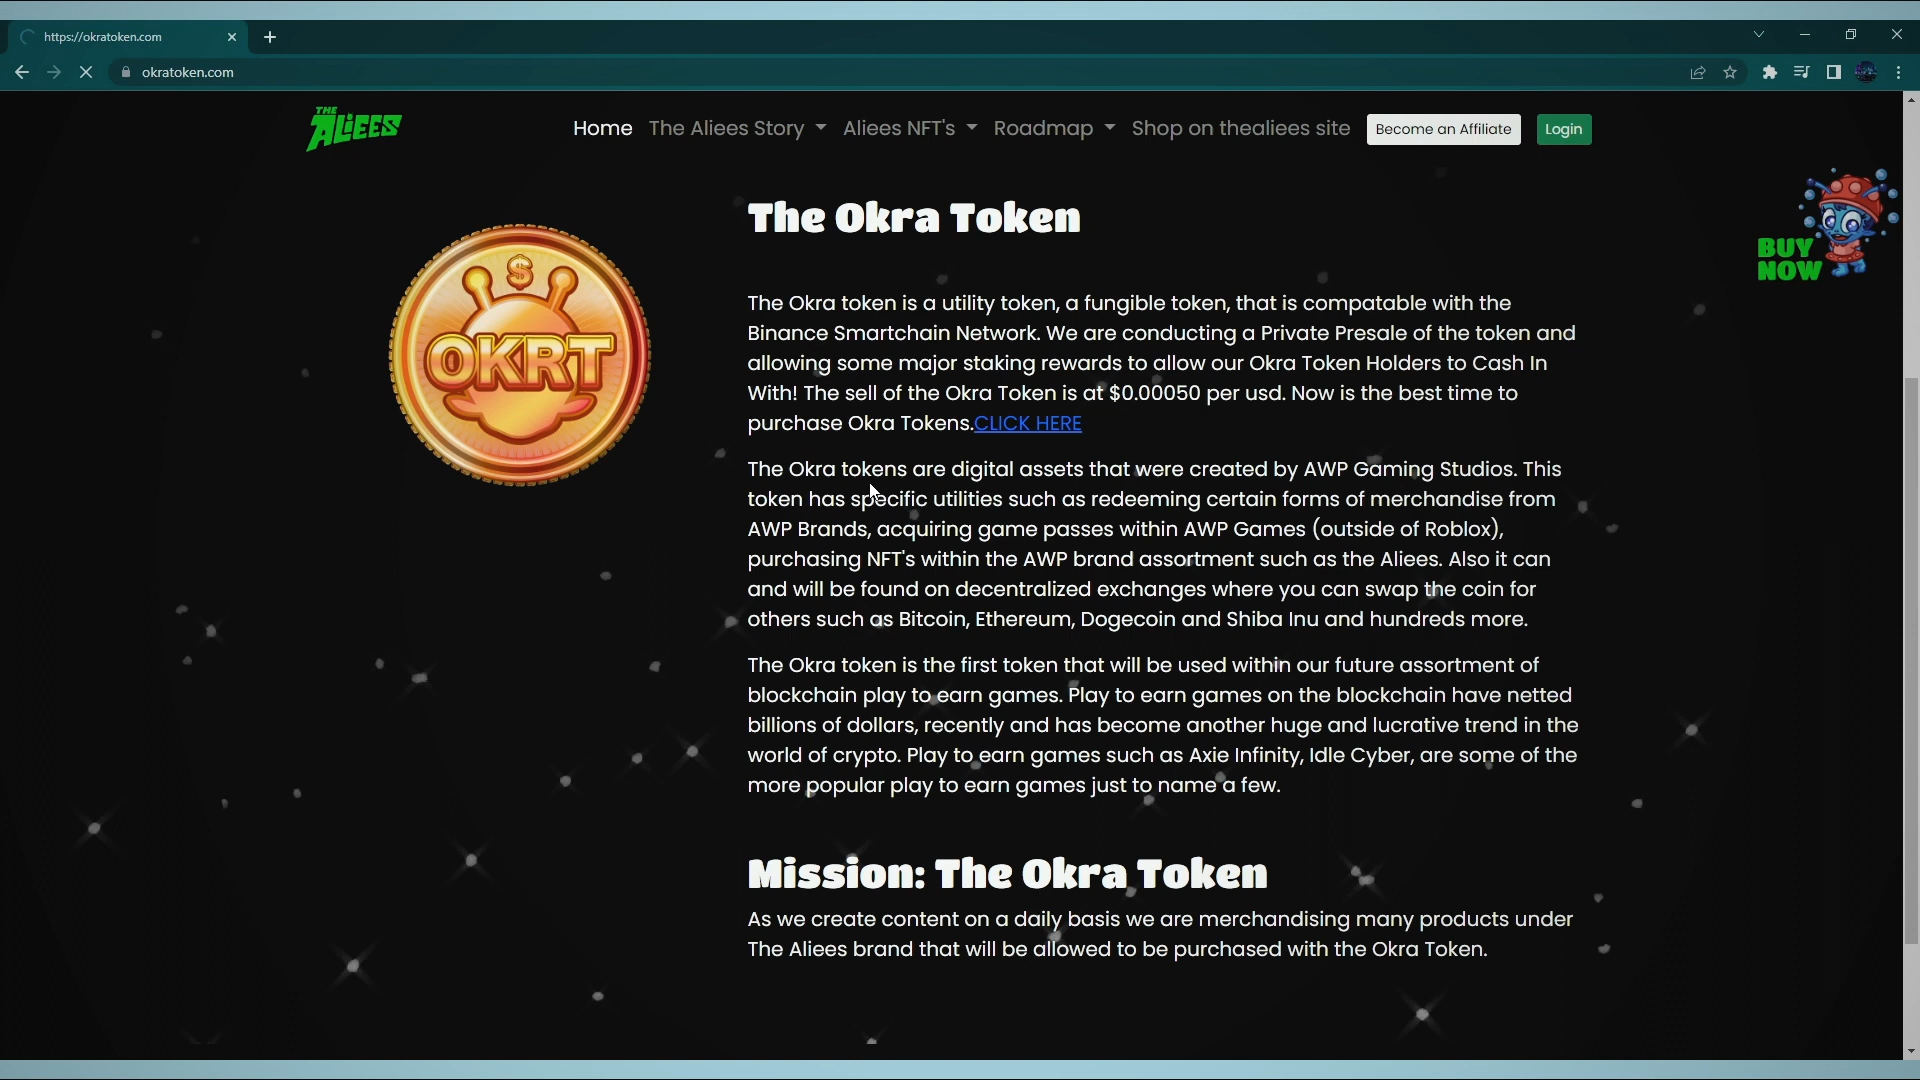 https://okratoken.com
okratoken.com
THE ALiEES
Home The Aliees Story Aliees NFT's Roadmap Shop on thealiees site Become an Affiliate Login
The Okra Token
BUY NOW
$
OKRT
The Okra token is a utility token, a fungible token, that is compatable with the
Binance Smartchain Network. We are conducting a Private Presale of the token and
allowing some major staking rewards to allow our Okra Token Holders to Cash In
With! The sell of the Okra Token is at $0.00050 per usd. Now is the best time to
purchase Okra Tokens.CLICK HERE
The Okra tokens are digital assets that were created by AWP Gaming Studios. This
token has specific utilities such as redeeming certain forms of merchandise from
AWP Brands, acquiring game passes within AWP Games (outside of Roblox),
purchasing NFT's within the AWP brand assortment such as the Aliees. Also it can
and will be found on decentralized exchanges where you can swap the coin for
others such as Bitcoin, Ethereum, Dogecoin and Shiba Inu and hundreds more.
The Okra token is the first token that will be used within our future assortment of
blockchain play to earn games. Play to earn games on the blockchain have netted
billions of dollars, recently and has become another huge and lucrative trend in the
world of crypto. Play to earn games such as Axie Infinity, Idle Cyber, are some of the
more popular play to earn games just to name a few.
Mission: The Okra Token
As we create content on a daily basis we are merchandising many products under
The Aliees brand that will be allowed to be purchased with the Okra Token.